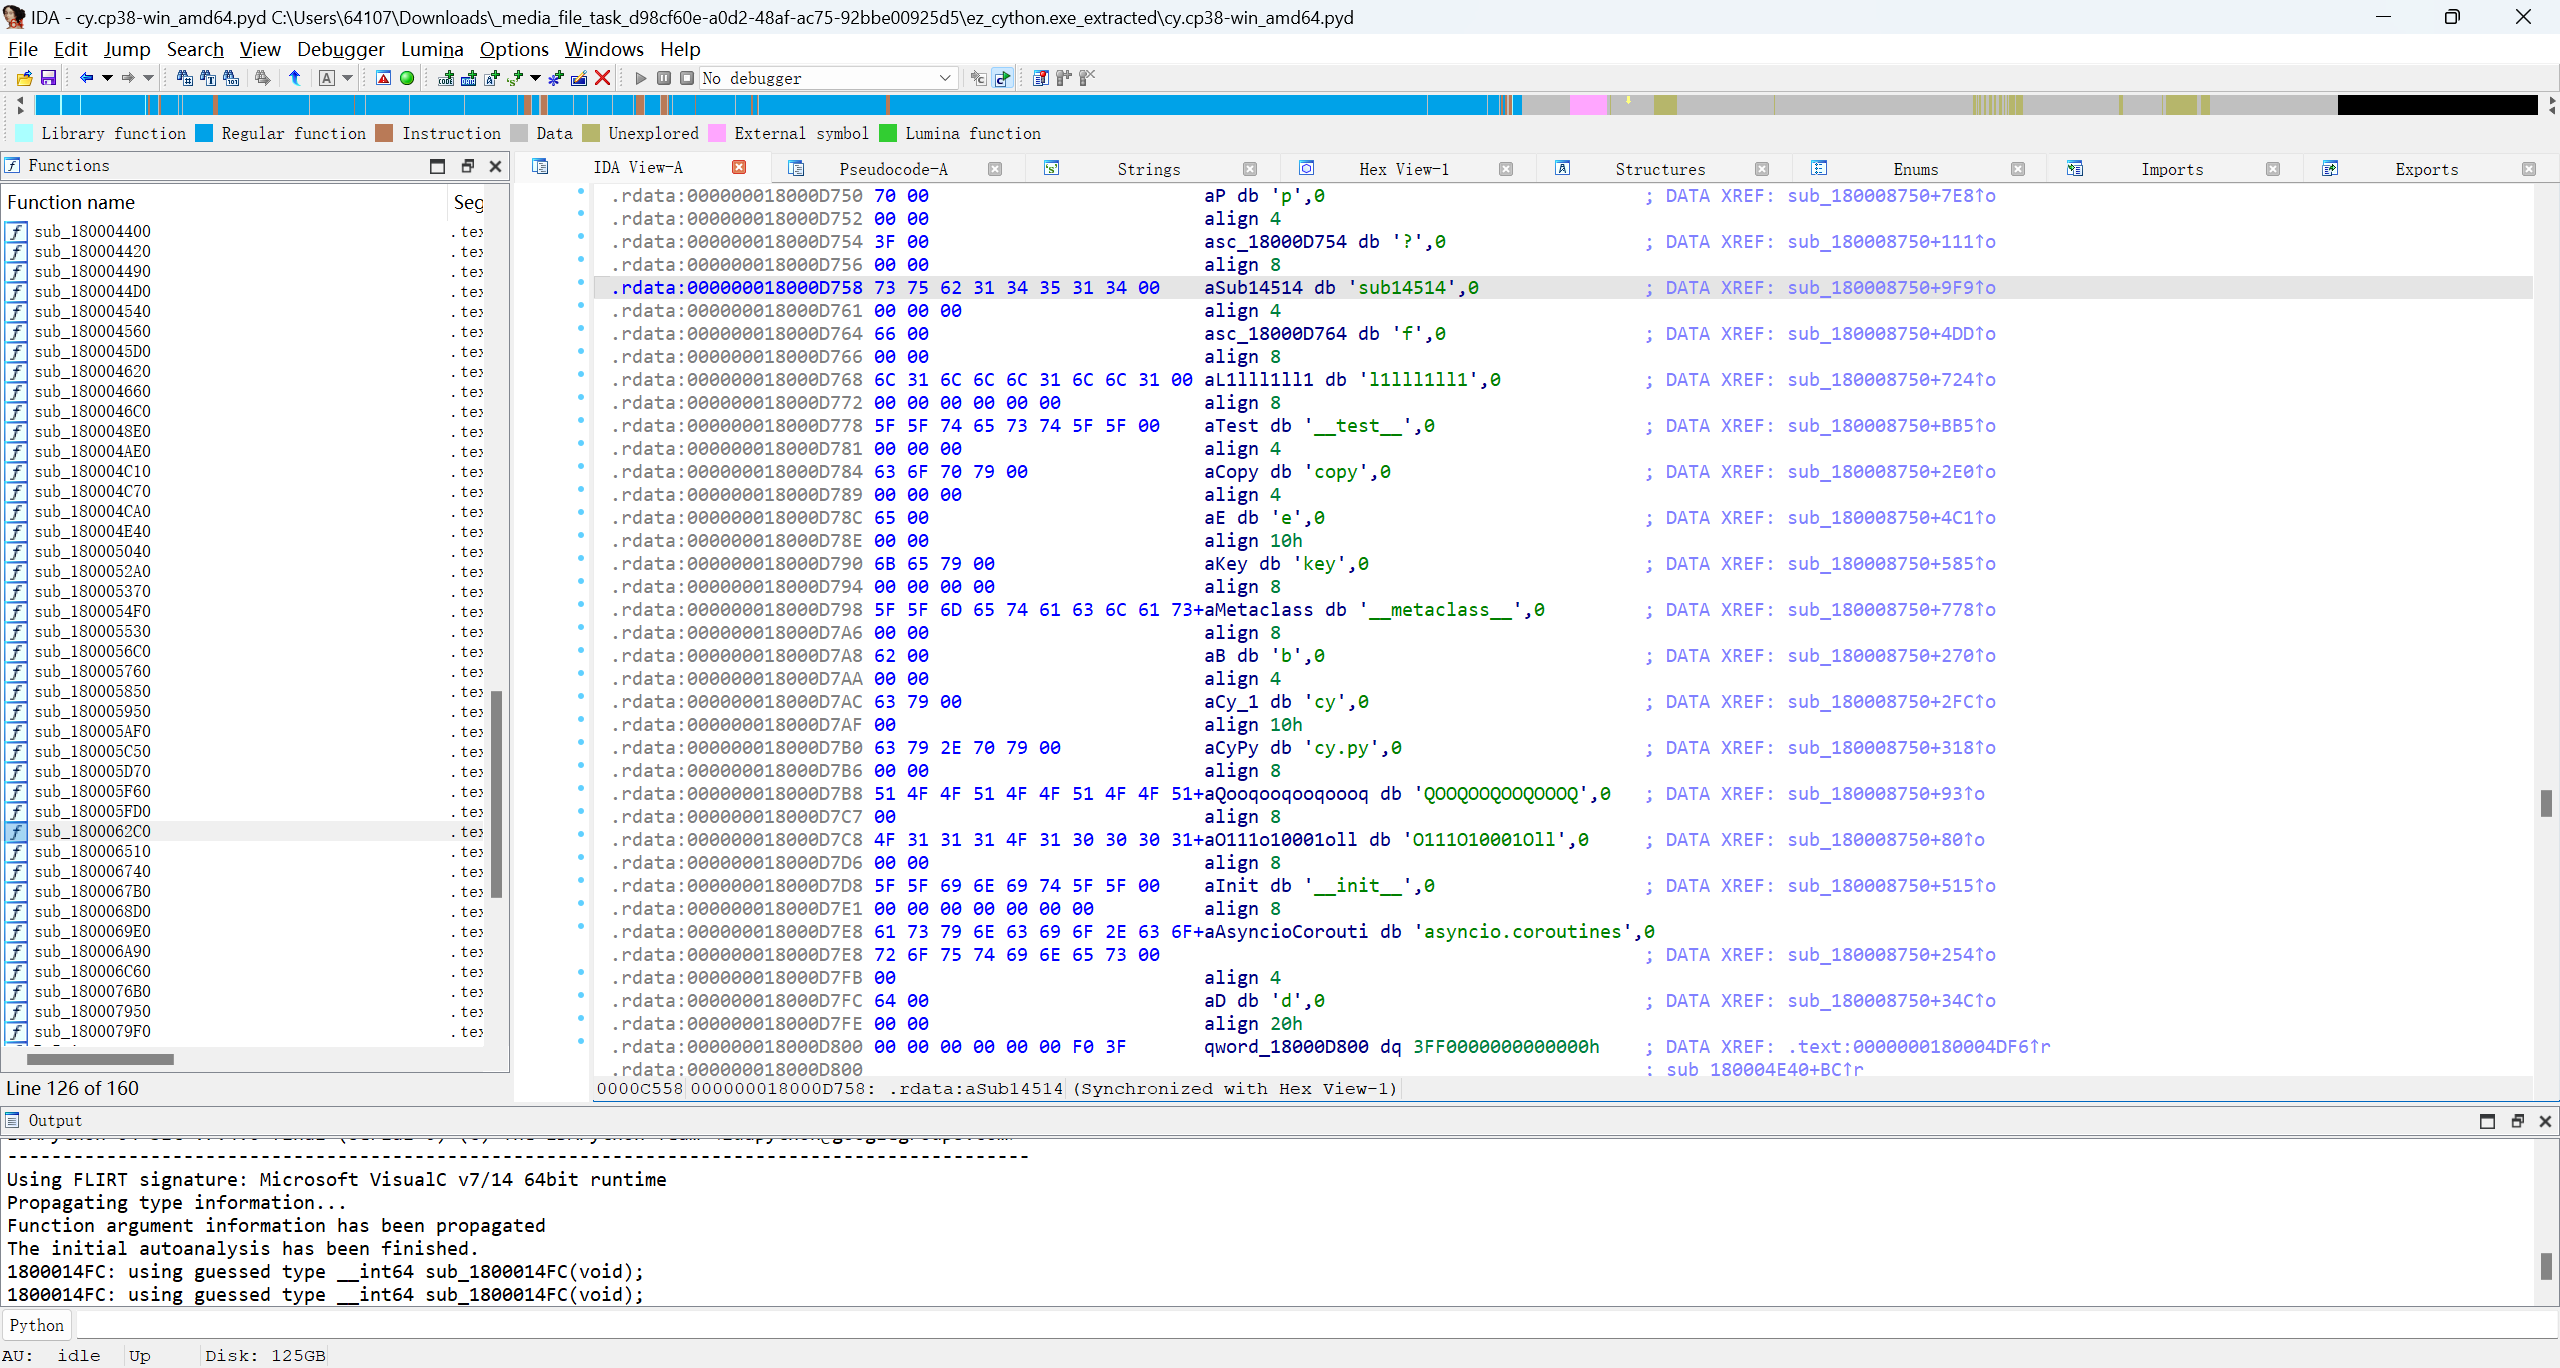 IDA - cy.cp38-win_amd64.pyd C:\Users\64107\Downloads\_media_file_task_d98cf60e-a0d2-48af-ac75-92bbe00925d5\ez_cython.exe_extracted\cy.cp38-win_amd64.pyd
File Edit Jump Search View Debugger Lumina Options Windows Help
No debugger
Library function Regular function Instruction Data Unexplored External symbol Lumina function
Functions
IDA View-A Pseudocode-A Strings Hex View-1 Structures Enums Imports Exports
Function name Seg
sub_180004400 .tex
sub_180004420 .tex
sub_180004490 .tex
sub_1800044D0 .tex
sub_180004540 .tex
sub_180004560 .tex
sub_1800045D0 .tex
sub_180004620 .tex
sub_180004660 .tex
sub_1800046C0 .tex
sub_1800048E0 .tex
sub_180004AE0 .tex
sub_180004C10 .tex
sub_180004C70 .tex
sub_180004CA0 .tex
sub_180004E40 .tex
sub_180005040 .tex
sub_1800052A0 .tex
sub_180005370 .tex
sub_1800054F0 .tex
sub_180005530 .tex
sub_1800056C0 .tex
sub_180005760 .tex
sub_180005850 .tex
sub_180005950 .tex
sub_180005AF0 .tex
sub_180005C50 .tex
sub_180005D70 .tex
sub_180005F60 .tex
sub_180005FD0 .tex
sub_1800062C0 .tex
sub_180006510 .tex
sub_180006740 .tex
sub_1800067B0 .tex
sub_1800068D0 .tex
sub_1800069E0 .tex
sub_180006A90 .tex
sub_180006C60 .tex
sub_1800076B0 .tex
sub_180007950 .tex
sub_1800079F0 .tex
Line 126 of 160
.rdata:000000018000D750 70 00 aP db 'p',0 ; DATA XREF: sub_180008750+7E8↑o
.rdata:000000018000D752 00 00 align 4
.rdata:000000018000D754 3F 00 asc_18000D754 db '?',0 ; DATA XREF: sub_180008750+111↑o
.rdata:000000018000D756 00 00 align 8
.rdata:000000018000D758 73 75 62 31 34 35 31 34 00 aSub14514 db 'sub14514',0 ; DATA XREF: sub_180008750+9F9↑o
.rdata:000000018000D761 00 00 00 align 4
.rdata:000000018000D764 66 00 asc_18000D764 db 'f',0 ; DATA XREF: sub_180008750+4DD↑o
.rdata:000000018000D766 00 00 align 8
.rdata:000000018000D768 6C 31 6C 6C 6C 31 6C 6C 31 00 aL1lll1ll1 db 'l1lll1ll1',0 ; DATA XREF: sub_180008750+724↑o
.rdata:000000018000D772 00 00 00 00 00 00 align 8
.rdata:000000018000D778 5F 5F 74 65 73 74 5F 5F 00 aTest db '__test__',0 ; DATA XREF: sub_180008750+BB5↑o
.rdata:000000018000D781 00 00 00 align 4
.rdata:000000018000D784 63 6F 70 79 00 aCopy db 'copy',0 ; DATA XREF: sub_180008750+2E0↑o
.rdata:000000018000D789 00 00 00 align 4
.rdata:000000018000D78C 65 00 aE db 'e',0 ; DATA XREF: sub_180008750+4C1↑o
.rdata:000000018000D78E 00 00 align 10h
.rdata:000000018000D790 6B 65 79 00 aKey db 'key',0 ; DATA XREF: sub_180008750+585↑o
.rdata:000000018000D794 00 00 00 00 align 8
.rdata:000000018000D798 5F 5F 6D 65 74 61 63 6C 61 73+aMetaclass db '__metaclass__',0 ; DATA XREF: sub_180008750+778↑o
.rdata:000000018000D7A6 00 00 align 8
.rdata:000000018000D7A8 62 00 aB db 'b',0 ; DATA XREF: sub_180008750+270↑o
.rdata:000000018000D7AA 00 00 align 4
.rdata:000000018000D7AC 63 79 00 aCy_1 db 'cy',0 ; DATA XREF: sub_180008750+2FC↑o
.rdata:000000018000D7AF 00 align 10h
.rdata:000000018000D7B0 63 79 2E 70 79 00 aCyPy db 'cy.py',0 ; DATA XREF: sub_180008750+318↑o
.rdata:000000018000D7B6 00 00 align 8
.rdata:000000018000D7B8 51 4F 4F 51 4F 4F 51 4F 4F 51+aQooqooqooqoooq db 'QOOQOOQOOQOOOQ',0 ; DATA XREF: sub_180008750+93↑o
.rdata:000000018000D7C7 00 align 8
.rdata:000000018000D7C8 4F 31 31 31 4F 31 30 30 30 31+aO111o10001oll db 'O111O10001Oll',0 ; DATA XREF: sub_180008750+80↑o
.rdata:000000018000D7D6 00 00 align 8
.rdata:000000018000D7D8 5F 5F 69 6E 69 74 5F 5F 00 aInit db '__init__',0 ; DATA XREF: sub_180008750+515↑o
.rdata:000000018000D7E1 00 00 00 00 00 00 00 align 8
.rdata:000000018000D7E8 61 73 79 6E 63 69 6F 2E 63 6F+aAsyncioCorouti db 'asyncio.coroutines',0
.rdata:000000018000D7E8 72 6F 75 74 69 6E 65 73 00 ; DATA XREF: sub_180008750+254↑o
.rdata:000000018000D7FB 00 align 4
.rdata:000000018000D7FC 64 00 aD db 'd',0 ; DATA XREF: sub_180008750+34C↑o
.rdata:000000018000D7FE 00 00 align 20h
.rdata:000000018000D800 00 00 00 00 00 00 F0 3F qword_18000D800 dq 3FF0000000000000h ; DATA XREF: .text:0000000180004DF6↑r
.rdata:000000018000D800 ; sub_180004E40+BC↑r
0000C558 000000018000D758: .rdata:aSub14514 (Synchronized with Hex View-1)
Output
Using FLIRT signature: Microsoft VisualC v7/14 64bit runtime
Propagating type information...
Function argument information has been propagated
The initial autoanalysis has been finished.
1800014FC: using guessed type __int64 sub_1800014FC(void);
1800014FC: using guessed type __int64 sub_1800014FC(void);
Python
AU: idle Up Disk: 125GB